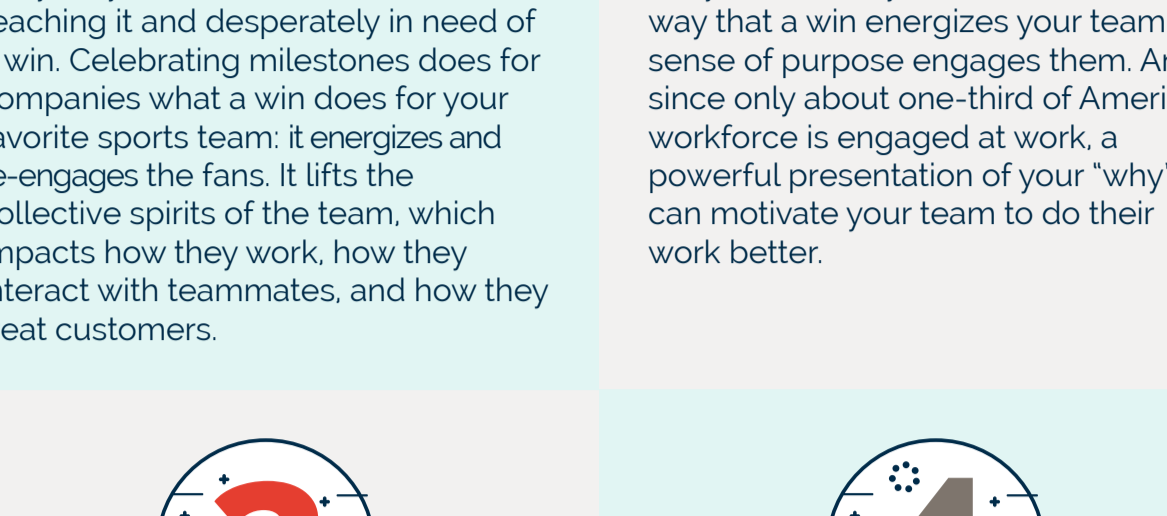 eaching it and desperately in need of
win. Celebrating milestones does for
ompanies what a win does for your
avorite sports team: it energizes and
e-engages the fans. It lifts the
ollective spirits of the team, which
mpacts how they work, how they
nteract with teammates, and how they
eat customers.
way that a win energizes your team
sense of purpose engages them. A
since only about one-third of Ameri
workforce is engaged at work, a
powerful presentation of your “why”
can motivate your team to do their
work better.
4